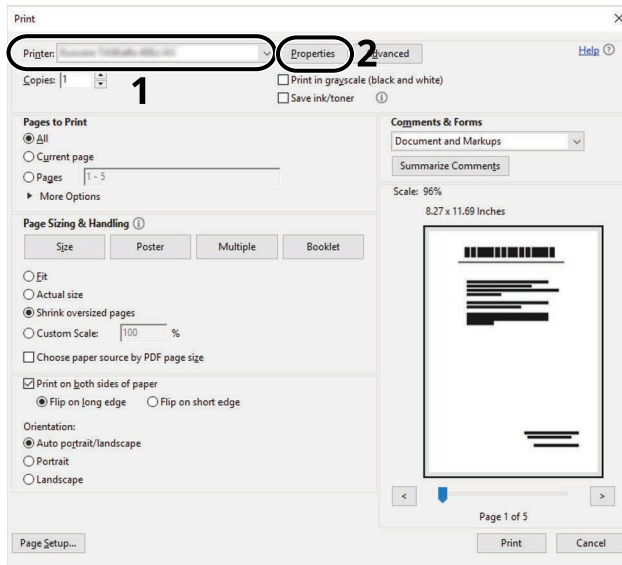 Print
Printer:
1
Properties
2
Advanced
Help
Copies: 1
Print in grayscale (black and white)
Save ink/toner
Pages to Print
All
Current page
Pages 1 - 5
More Options
Page Sizing & Handling
Size Poster Multiple Booklet
Fit
Actual size
Shrink oversized pages
Custom Scale: 100 %
Choose paper source by PDF page size
Print on both sides of paper
Flip on long edge Flip on short edge
Orientation:
Auto portrait/landscape
Portrait
Landscape
Comments & Forms
Document and Markups
Summarize Comments
Scale: 96%
8.27 x 11.69 Inches
< >
Page 1 of 5
Page Setup... Print Cancel